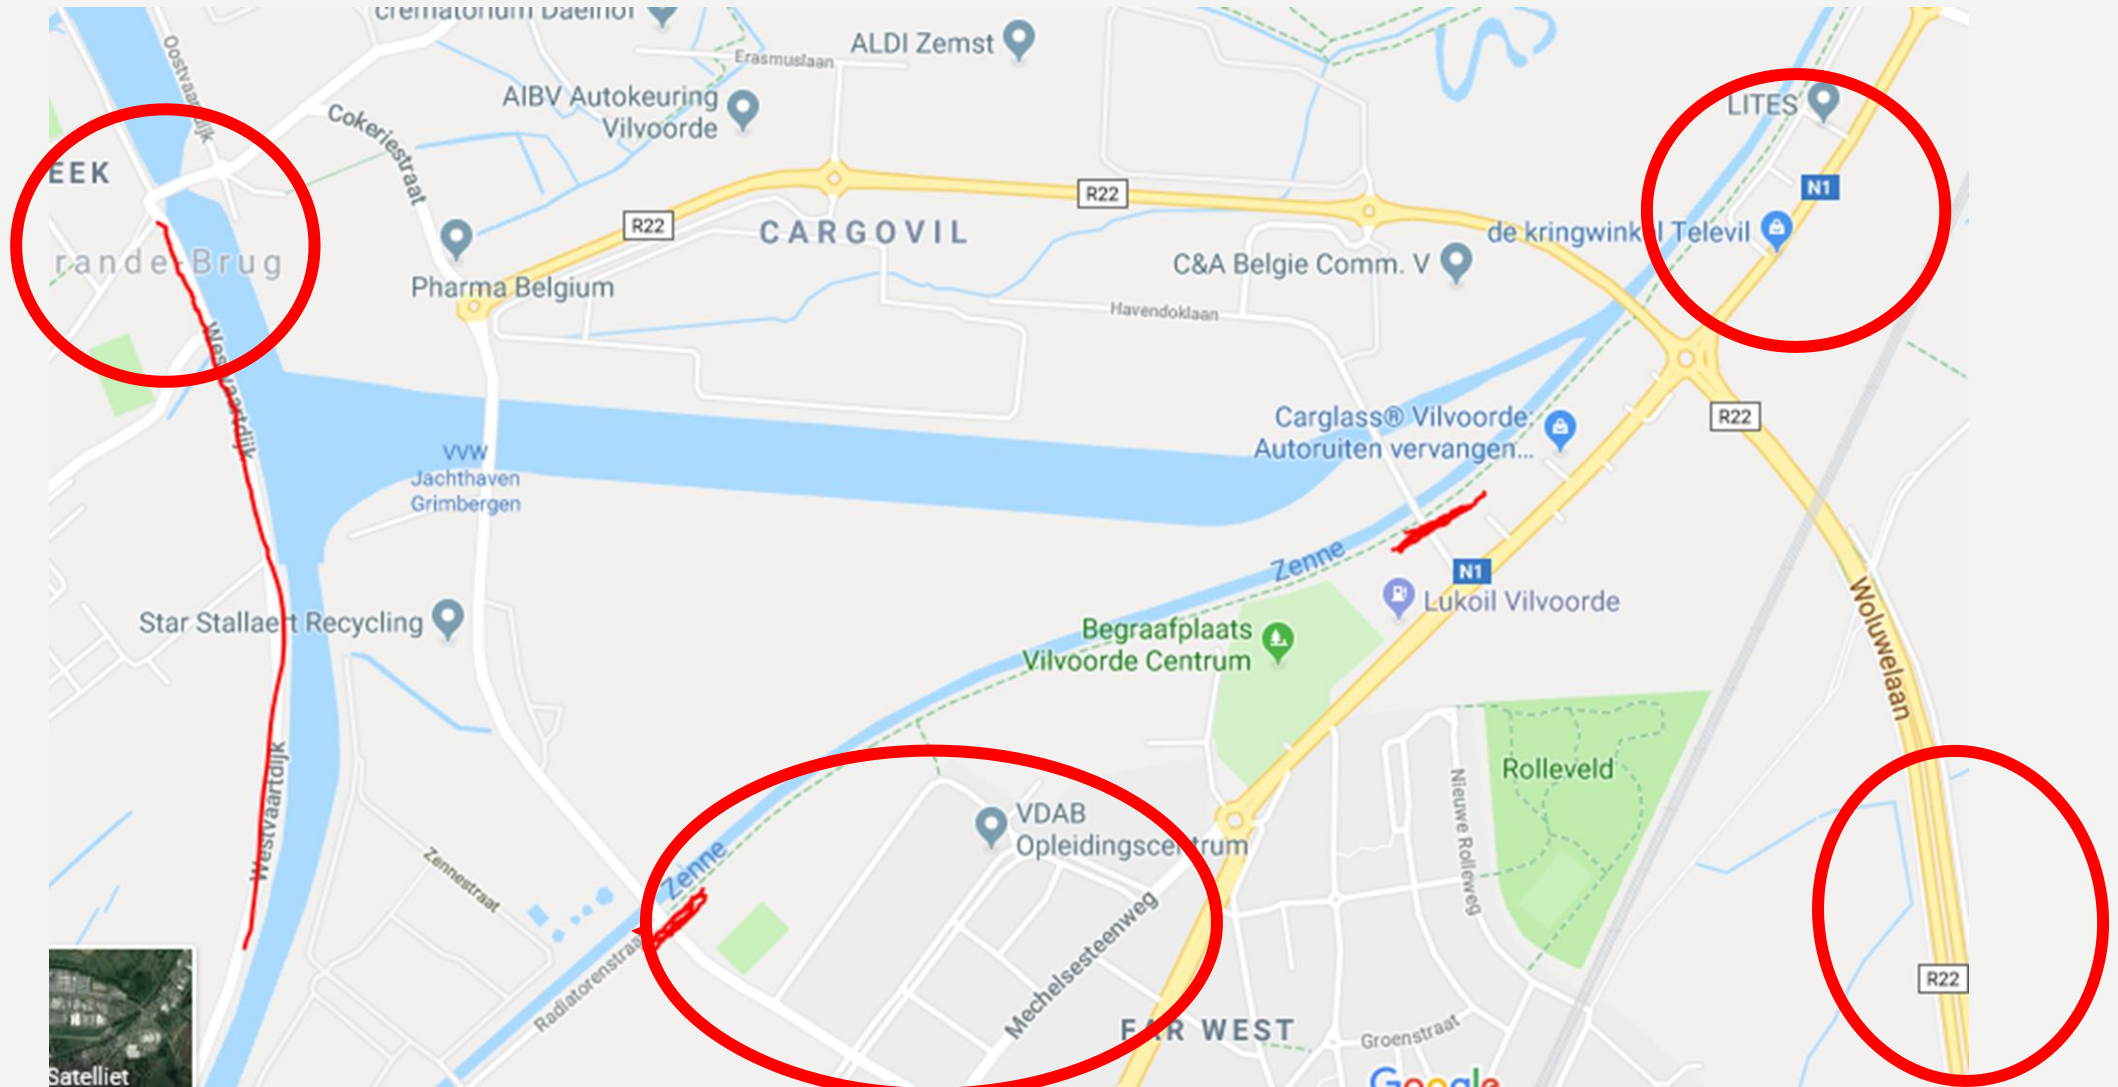 crematorium Daelhof
Oostvaardijk
ALDI Zemst
Erasmuslaan
AIBV Autokeuring
Vilvoorde
LITES
Cokeriestraat
EEK
N1
R22
R22
CARGOVIL
de kringwinkel Televil
rande Brug
C&A Belgie Comm. V
Pharma Belgium
Havendoklaan
Westvaartdijk
R22
Carglass® Vilvoorde:
Autoruiten vervangen...
VVW
Jachthaven
Grimbergen
Zenne
N1
Lukoil Vilvoorde
Star Stallaert Recycling
Begraafplaats
Vilvoorde Centrum
Woluwelaan
Rolleveld
Nieuwe Rolleweg
Westvaartdijk
VDAB
Opleidingscentrum
Zennestraat
Zenne
Mechelsesteenweg
Radiatorenstraat
R22
FAR WEST
Groenstraat
Satelliet
Google